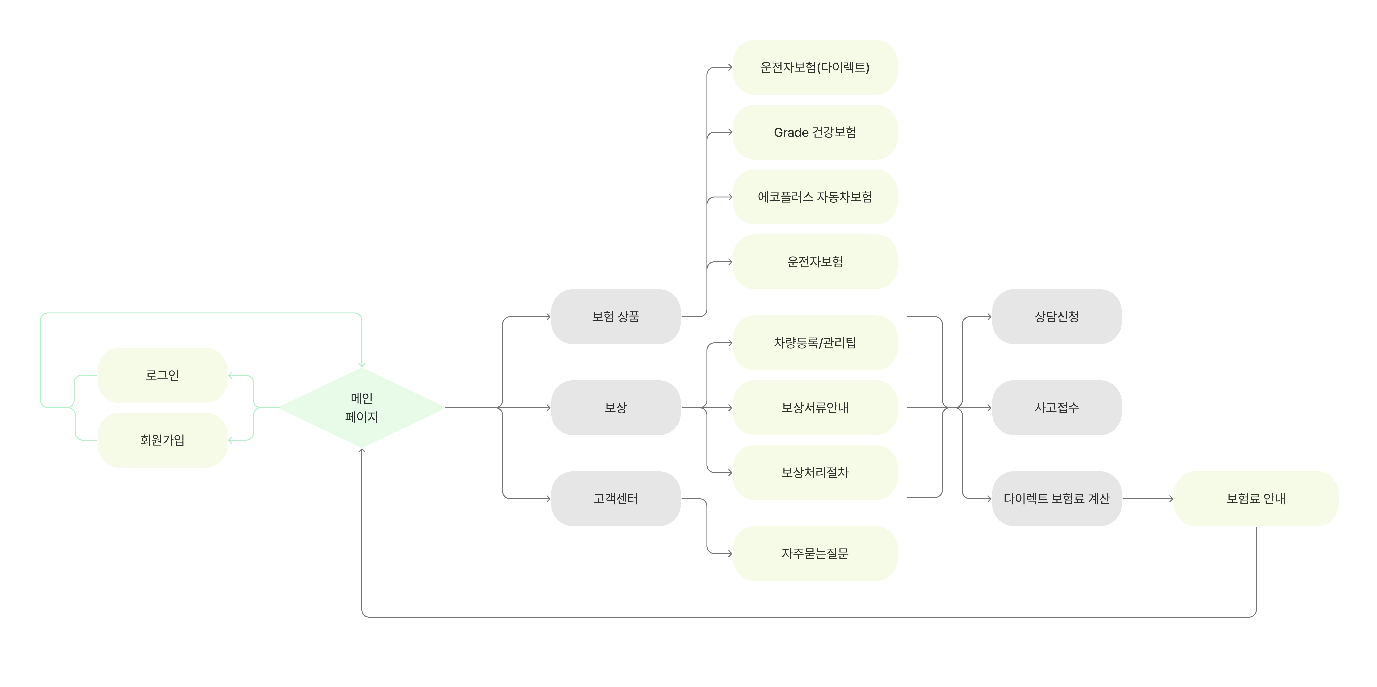 운전자보험(다이렉트)
Grade 건강보험
에코플러스 자동차보험
운전자보험
보험 상품
차량등록/관리팁
상담신청
로그인
메인
페이지
보상
보상서류안내
사고접수
회원가입
보상처리절차
고객센터
다이렉트 보험료 계산
보험료 안내
자주묻는질문